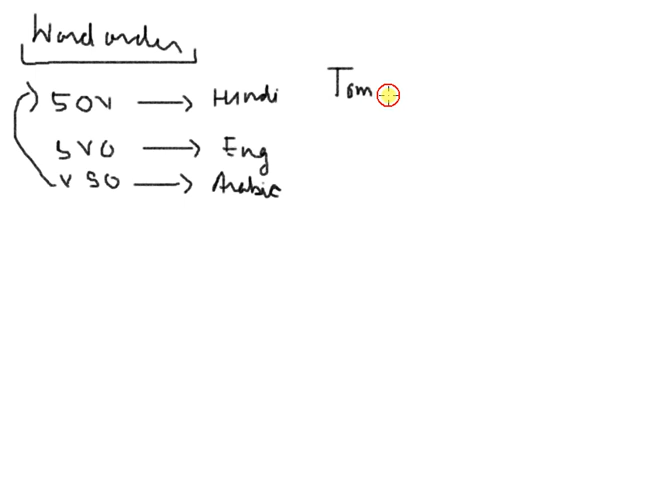 Word order
SOV → Hindi
SVO → Eng
VSO → Arabic
Tom